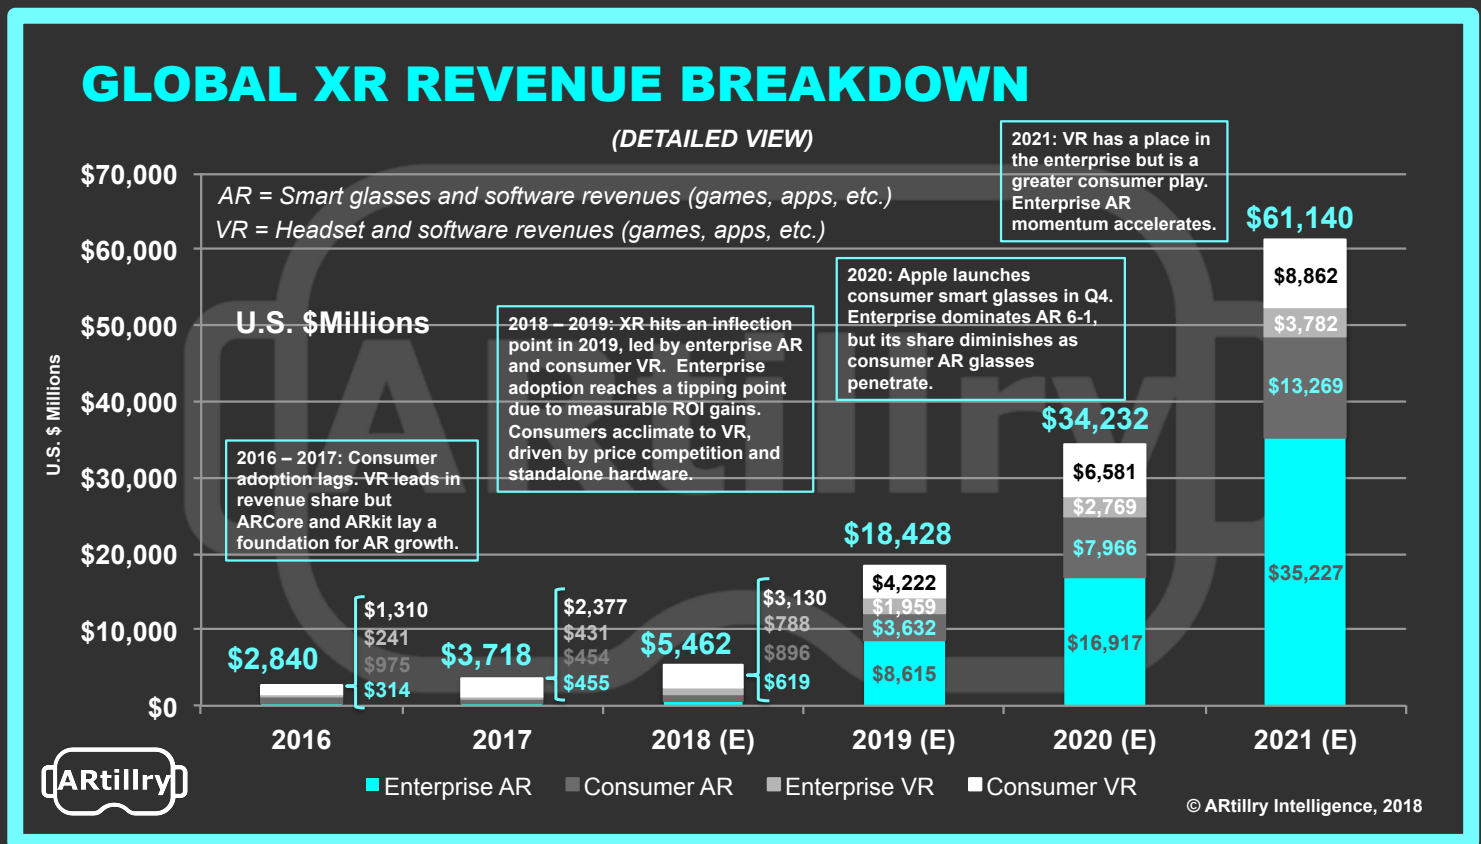 GLOBAL XR REVENUE BREAKDOWN
(DETAILED VIEW)
AR = Smart glasses and software revenues (games, apps, etc.)
VR = Headset and software revenues (games, apps, etc.)
U.S. $Millions
U.S. $ Millions
$70,000
$60,000
$50,000
$40,000
$30,000
$20,000
$10,000
$0
2016 – 2017: Consumer
adoption lags. VR leads in
revenue share but
ARCore and ARkit lay a
foundation for AR growth.
2018 – 2019: XR hits an inflection
point in 2019, led by enterprise AR
and consumer VR. Enterprise
adoption reaches a tipping point
due to measurable ROI gains.
Consumers acclimate to VR,
driven by price competition and
standalone hardware.
2020: Apple launches
consumer smart glasses in Q4.
Enterprise dominates AR 6-1,
but its share diminishes as
consumer AR glasses
penetrate.
2021: VR has a place in
the enterprise but is a
greater consumer play.
Enterprise AR
momentum accelerates.
$2,840
$1,310
$241
$975
$314
$3,718
$2,377
$431
$454
$455
$5,462
$3,130
$788
$896
$619
$18,428
$4,222
$1,959
$3,632
$8,615
$34,232
$6,581
$2,769
$7,966
$16,917
$61,140
$8,862
$3,782
$13,269
$35,227
2016
2017
2018 (E)
2019 (E)
2020 (E)
2021 (E)
Enterprise AR
Consumer AR
Enterprise VR
Consumer VR
ARtillry
ARtillry
© ARtillry Intelligence, 2018